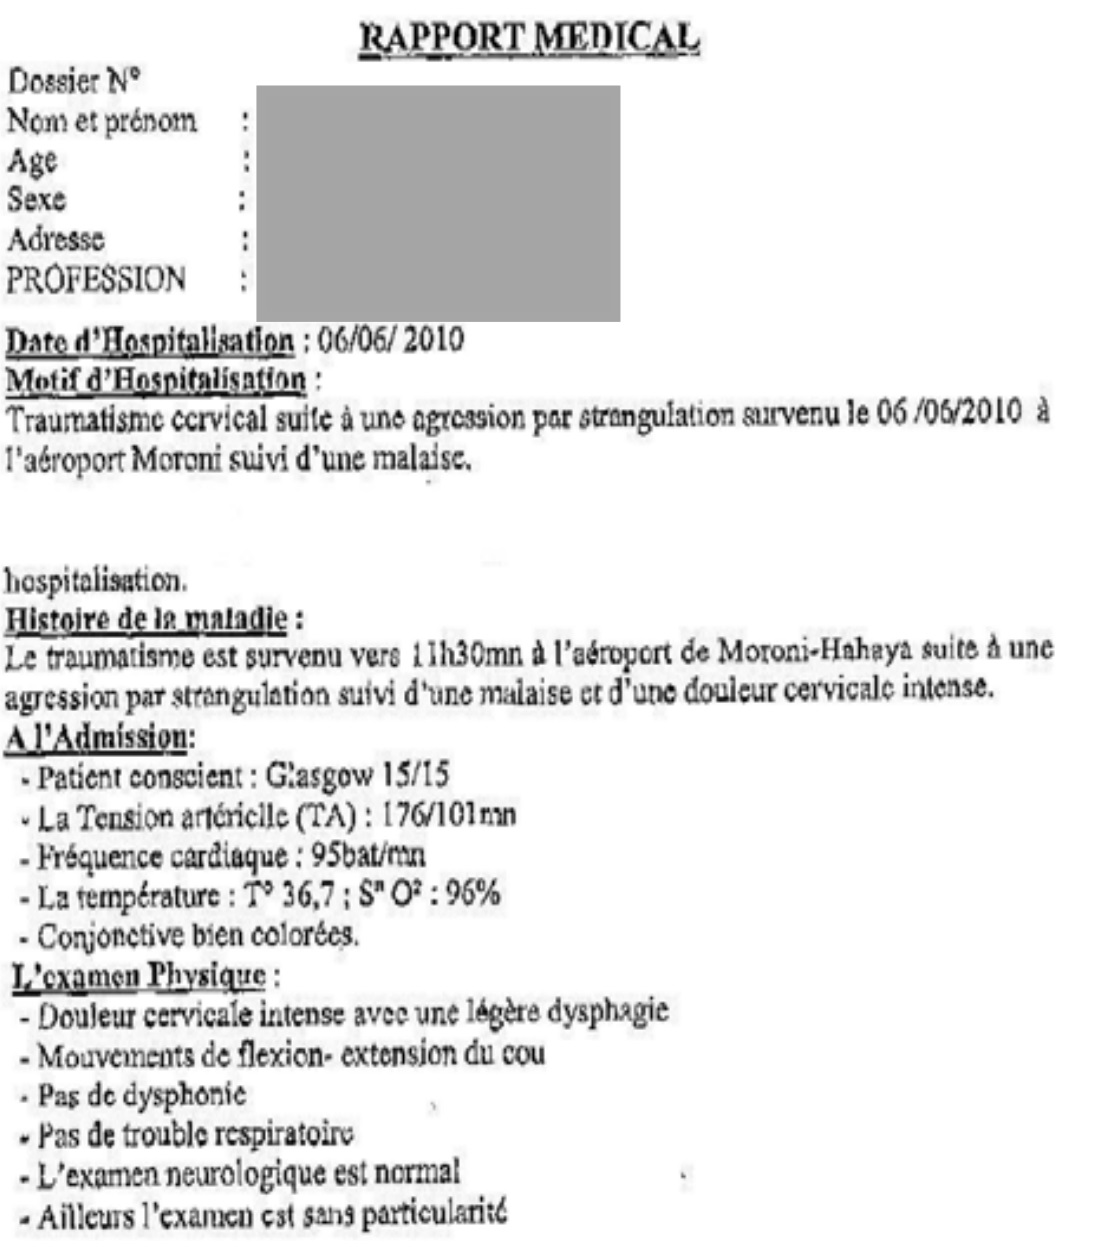 RAPPORT MEDICAL
Dossier N°
Nom et prénom :
Age :
Sexe :
Adresse :
PROFESSION :
Date d'Hospitalisation : 06/06/ 2010
Motif d'Hospitalisation :
Traumatisme cervical suite à une agression par strangulation survenu le 06 /06/2010 à
l'aéroport Moroni suivi d'une malaise.
hospitalisation.
Histoire de la maladie :
Le traumatisme est survenu vers 11h30mn à l'aéroport de Moroni-Hahaya suite à une
agression par strangulation suivi d'une malaise et d'une douleur cervicale intense.
A l'Admission:
- Patient conscient : Glasgow 15/15
- La Tension artérielle (TA) : 176/101mn
- Fréquence cardiaque : 95bat/mn
- La température : T° 36,7 ; Sⁿ O² : 96%
- Conjonctive bien colorées.
L'examen Physique :
- Douleur cervicale intense avec une légère dysphagie
- Mouvements de flexion- extension du cou
- Pas de dysphonie
- Pas de trouble respiratoire
- L'examen neurologique est normal
- Ailleurs l'examen est sans particularité